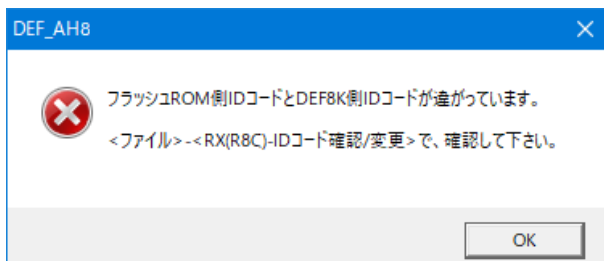 DEF_AH8
フラッシュROM側IDコードとDEF8K側IDコードが違がっています。
<ファイル>-<RX(R8C)-IDコード確認/変更>で、確認して下さい。
OK